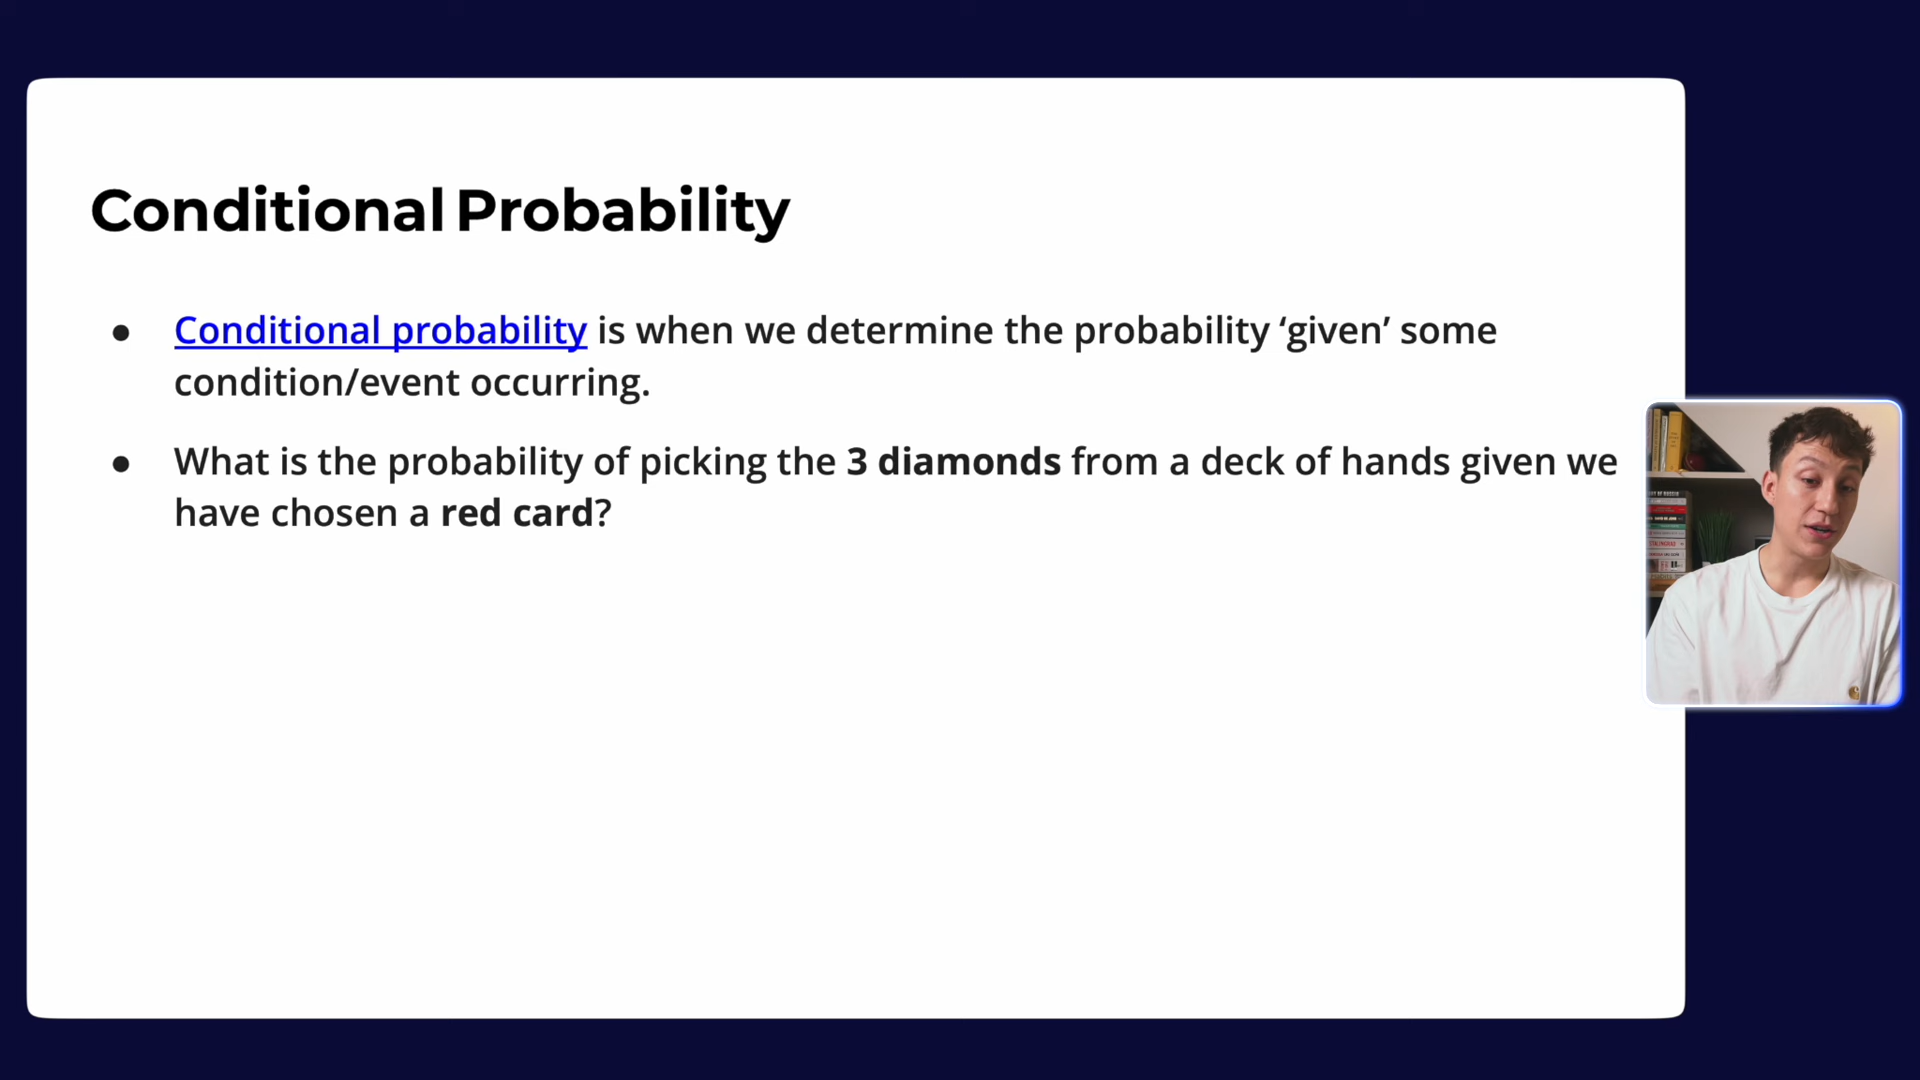 Conditional Probability
● Conditional probability is when we determine the probability ‘given’ some
condition/event occurring.
● What is the probability of picking the 3 diamonds from a deck of hands given we
have chosen a red card?